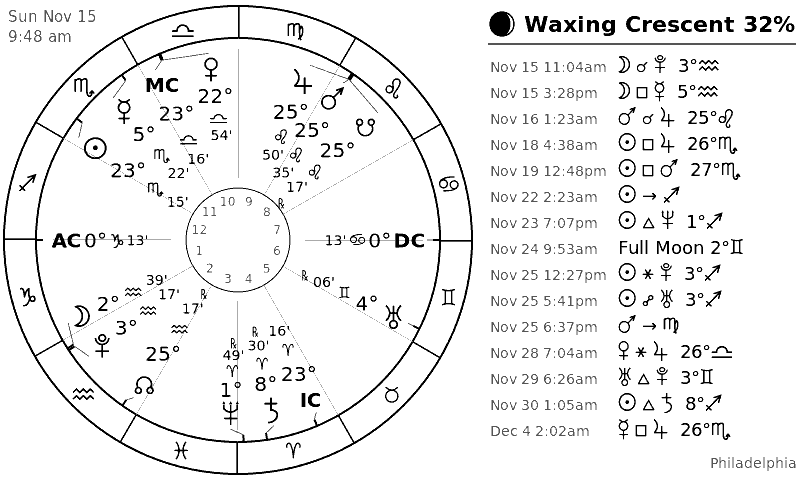 Sun Nov 15
9:48 am
Waxing Crescent 32%
Nov 15 11:04am ☽ ☌ ♇ 3°♒
Nov 15 3:28pm ☽ □ ☿ 5°♒
Nov 16 1:23am ♂ ☌ ♃ 25°♌
Nov 18 4:38am ☉ □ ♃ 26°♏
Nov 19 12:48pm ☉ □ ♂ 27°♏
Nov 22 2:23am ☉ → ♐
Nov 23 7:07pm ☉ △ ♆ 1°♐
Nov 24 9:53am Full Moon 2°♊
Nov 25 12:27pm ☉ ⚹ ♇ 3°♐
Nov 25 5:41pm ☉ ☍ ♅ 3°♐
Nov 25 6:37pm ♂ → ♍
Nov 28 7:04am ♀ ⚹ ♃ 26°♎
Nov 29 6:26am ♅ △ ♇ 3°♊
Nov 30 1:05am ☉ △ ♄ 8°♐
Dec 4 2:02am ☿ □ ♃ 26°♏
Philadelphia
♎
♍
♌
♋
♊
♉
♈
♓
♒
♑
♐
♏
MC 23° ♎ 16'
♀ 22° ♎ 54'
☿ 5° ♏ 22'
☉ 23° ♏ 15'
♃ 25° ♌ 50'
♂ 25° ♌ 35'
☋ 25° ♌ 17' ℞
AC 0° ♑ 13'
13' ♋ 0° DC
☽ 2° ♒ 39'
♇ 3° ♒ 17'
☊ 25° ♒ 17' ℞
♆ 1° ♈ 49' ℞
♄ 8° ♈ 30' ℞
IC 23° ♈ 16'
♅ 4° ♊ 06' ℞
1
2
3
4
5
6
7
8
9
10
11
12